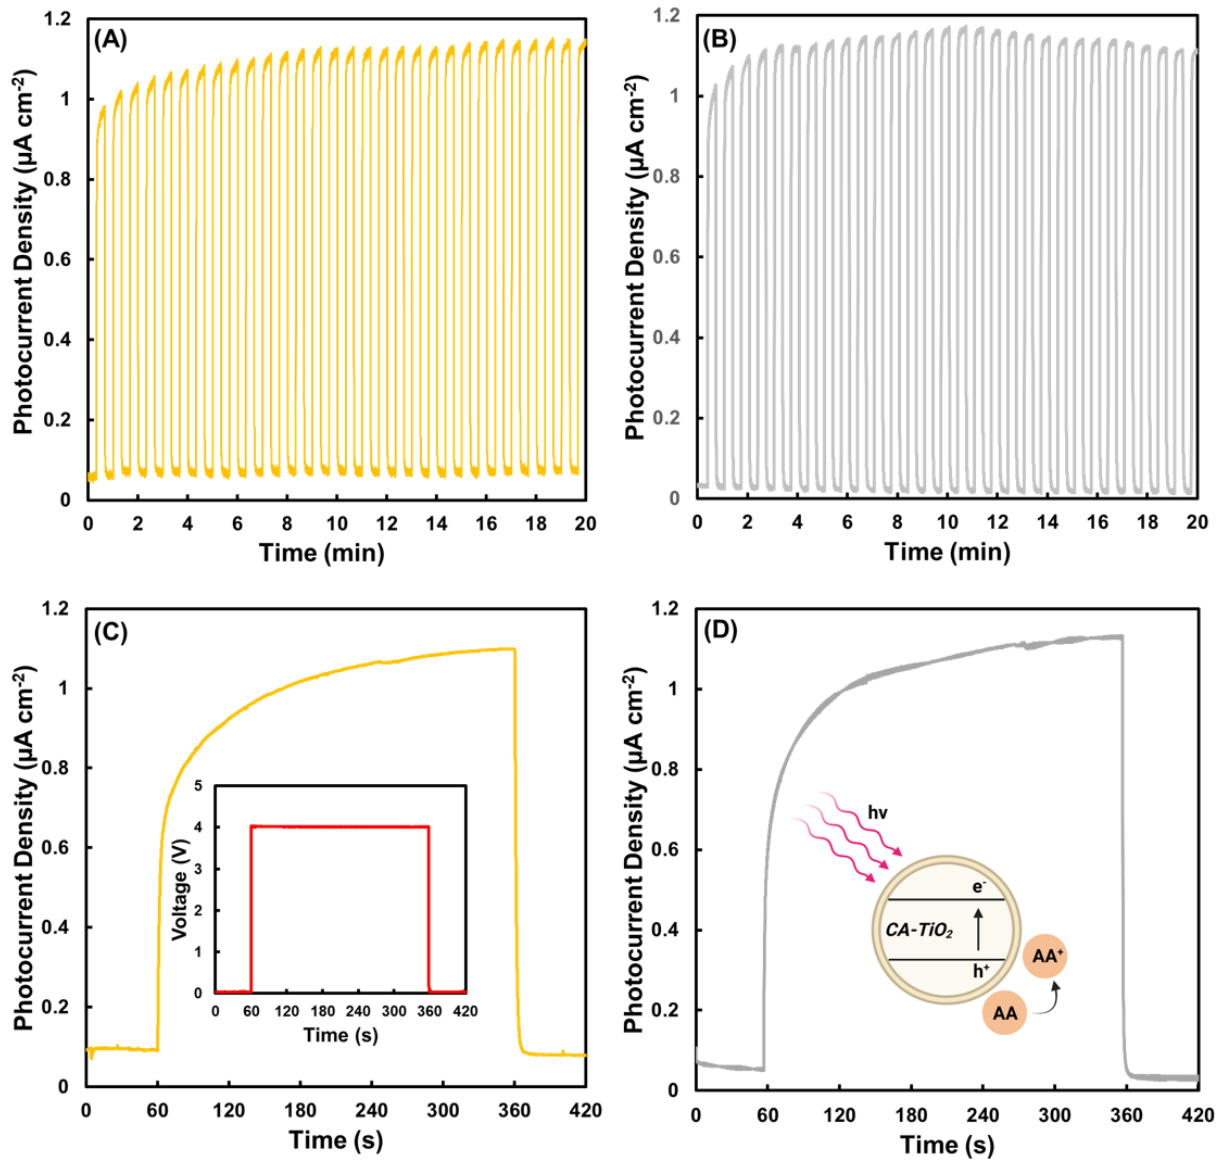 (A)
Photocurrent Density (µA cm-2)
1.2
1
0.8
0.6
0.4
0.2
0
0 2 4 6 8 10 12 14 16 18 20
Time (min)
(B)
Photocurrent Density (µA cm-2)
1.2
1
0.8
0.6
0.4
0.2
0
0 2 4 6 8 10 12 14 16 18 20
Time (min)
(C)
Photocurrent Density (µA cm-2)
1.2
1
0.8
0.6
0.4
0.2
0
0 60 120 180 240 300 360 420
Time (s)
Voltage (V)
5
4
3
2
1
0
0 60 120 180 240 300 360 420
Time (s)
(D)
Photocurrent Density (µA cm-2)
1.2
1
0.8
0.6
0.4
0.2
0
0 60 120 180 240 300 360 420
Time (s)
hv
e-
CA-TiO2
h+
AA+
AA